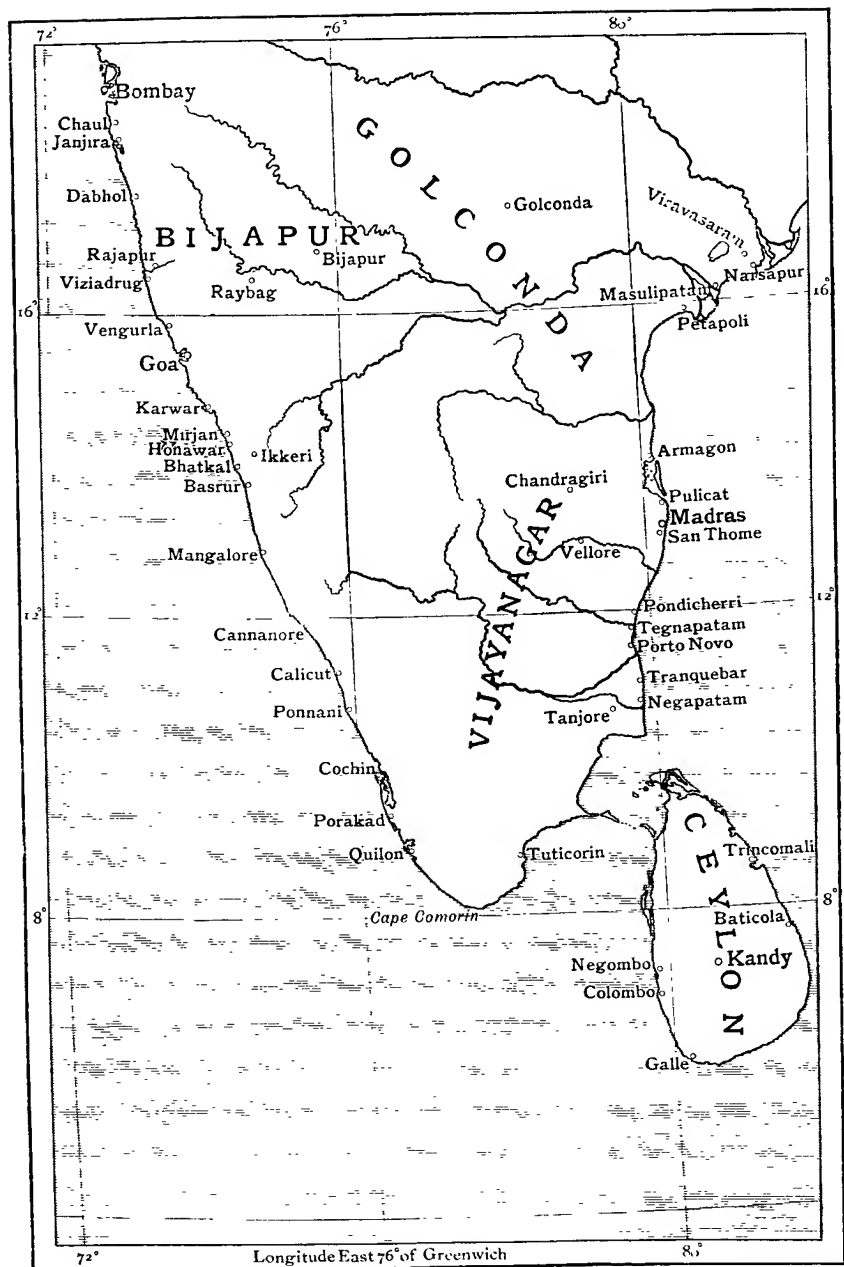 72°
76°
80°
Bombay
Chaul
Janjira
GOLCONDA
Dabhol
Golconda
Viravasaram
BIJAPUR
Bijapur
Rajapur
Viziadrug
Raybag
Masulipatam
Narsapur
16°
16°
Petapoli
Vengurla
Goa
Karwar
Mirjan
Honawar
Ikkeri
Bhatkal
Basrur
Armagon
Chandragiri
Pulicat
Madras
San Thome
Mangalore
Vellore
VIJAYANAGAR
12°
12°
Pondicherri
Tegnapatam
Porto Novo
Cannanore
Calicut
Tranquebar
Ponnani
Tanjore
Negapatam
Cochin
Porakad
CEYLON
Quilon
Tuticorin
Trincomali
8°
8°
Cape Comorin
Baticola
Kandy
Negombo
Colombo
Galle
72°
Longitude East 76° of Greenwich
80°